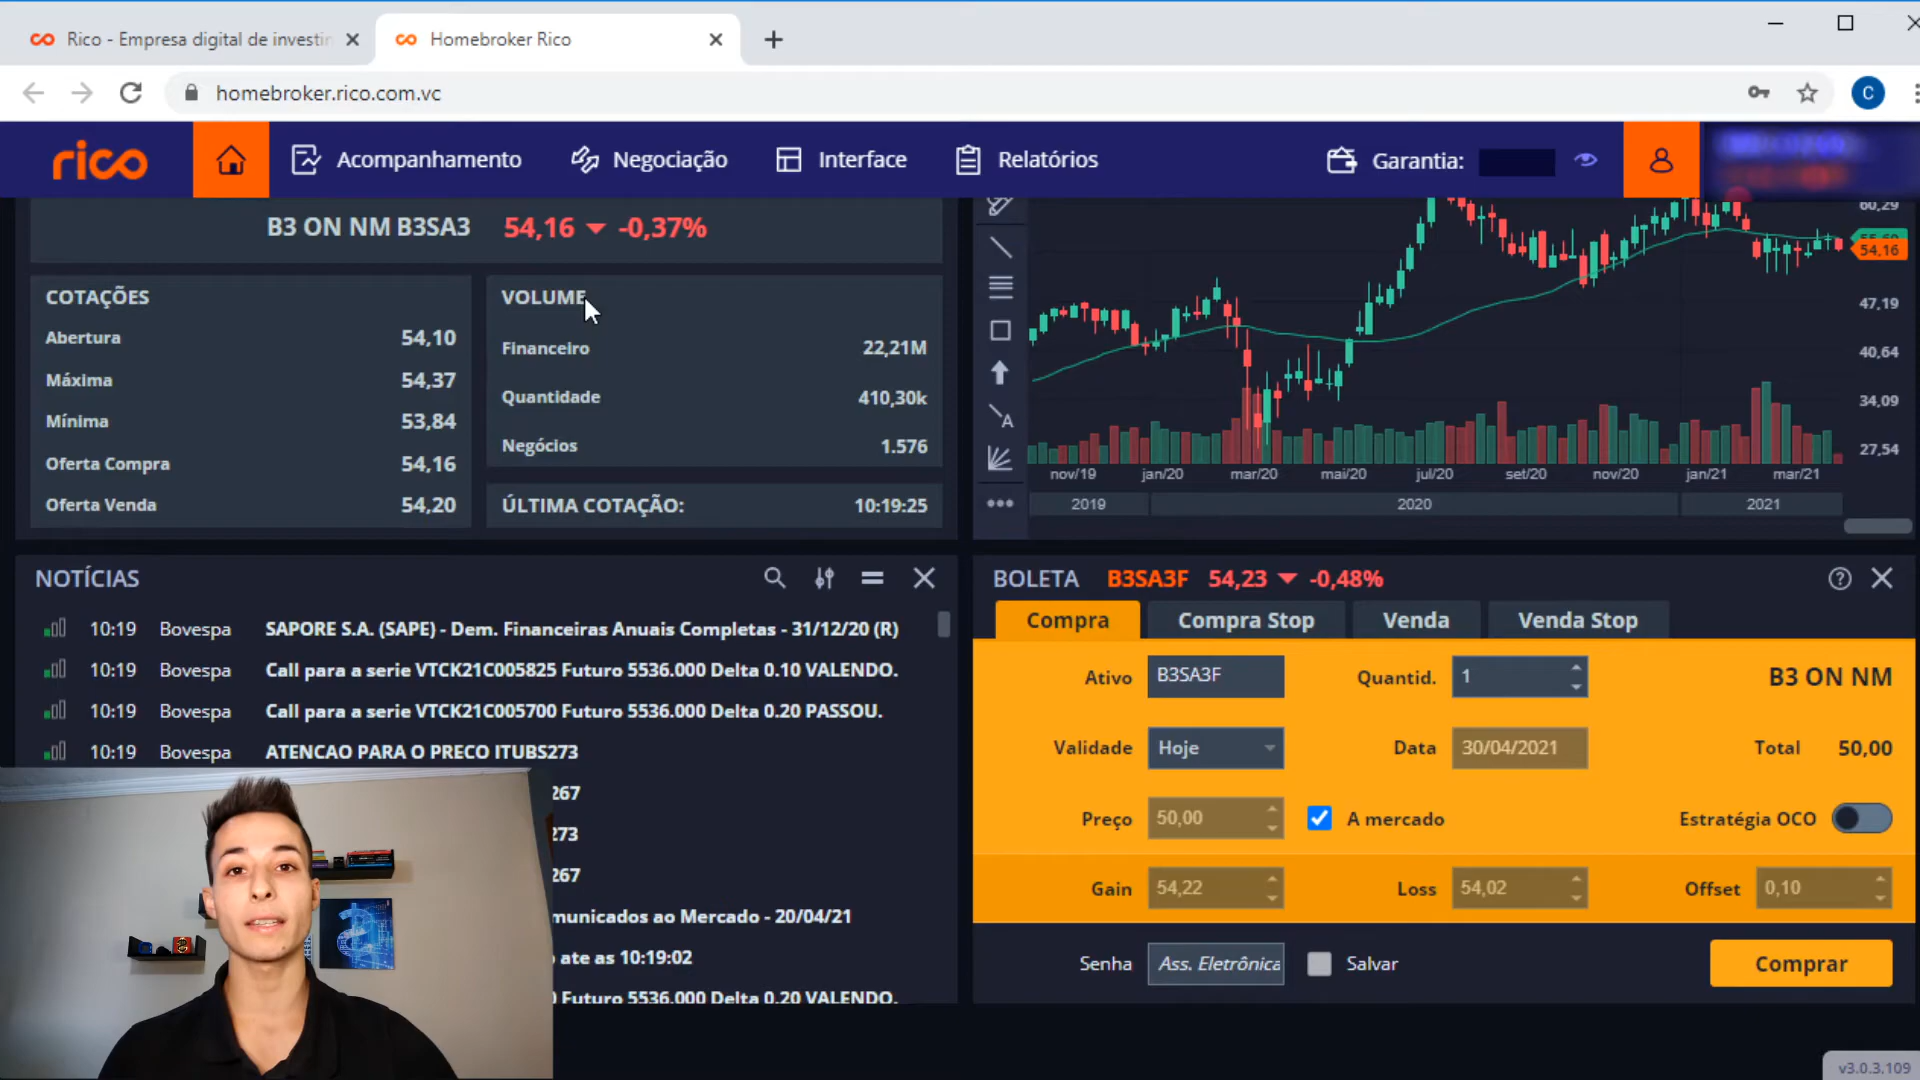 Rico - Empresa digital de investin
Homebroker Rico
homebroker.rico.com.vc
C
rico
Acompanhamento
Negociação
Interface
Relatórios
Garantia:
B3 ON NM B3SA3 54,16 -0,37%
COTAÇÕES
Abertura 54,10
Máxima 54,37
Mínima 53,84
Oferta Compra 54,16
Oferta Venda 54,20
VOLUME
Financeiro 22,21M
Quantidade 410,30k
Negócios 1.576
ÚLTIMA COTAÇÃO: 10:19:25
60,29
54,16
47,19
40,64
34,09
27,54
A
nov/19 jan/20 mar/20 mai/20 jul/20 set/20 nov/20 jan/21 mar/21
2019 2020 2021
NOTÍCIAS
10:19 Bovespa SAPORE S.A. (SAPE) - Dem. Financeiras Anuais Completas - 31/12/20 (R)
10:19 Bovespa Call para a serie VTCK21C005825 Futuro 5536.000 Delta 0.10 VALENDO.
10:19 Bovespa Call para a serie VTCK21C005700 Futuro 5536.000 Delta 0.20 PASSOU.
10:19 Bovespa ATENCAO PARA O PRECO ITUBS273
267
273
267
municados ao Mercado - 20/04/21
ate as 10:19:02
Futuro 5536.000 Delta 0.20 VALENDO.
BOLETA B3SA3F 54,23 -0,48%
Compra
Compra Stop
Venda
Venda Stop
Ativo B3SA3F Quantid. 1 B3 ON NM
Validade Hoje Data 30/04/2021 Total 50,00
Preço 50,00 A mercado Estratégia OCO
Gain 54,22 Loss 54,02 Offset 0,10
Senha Ass. Eletrônica Salvar Comprar
v3.0.3.109